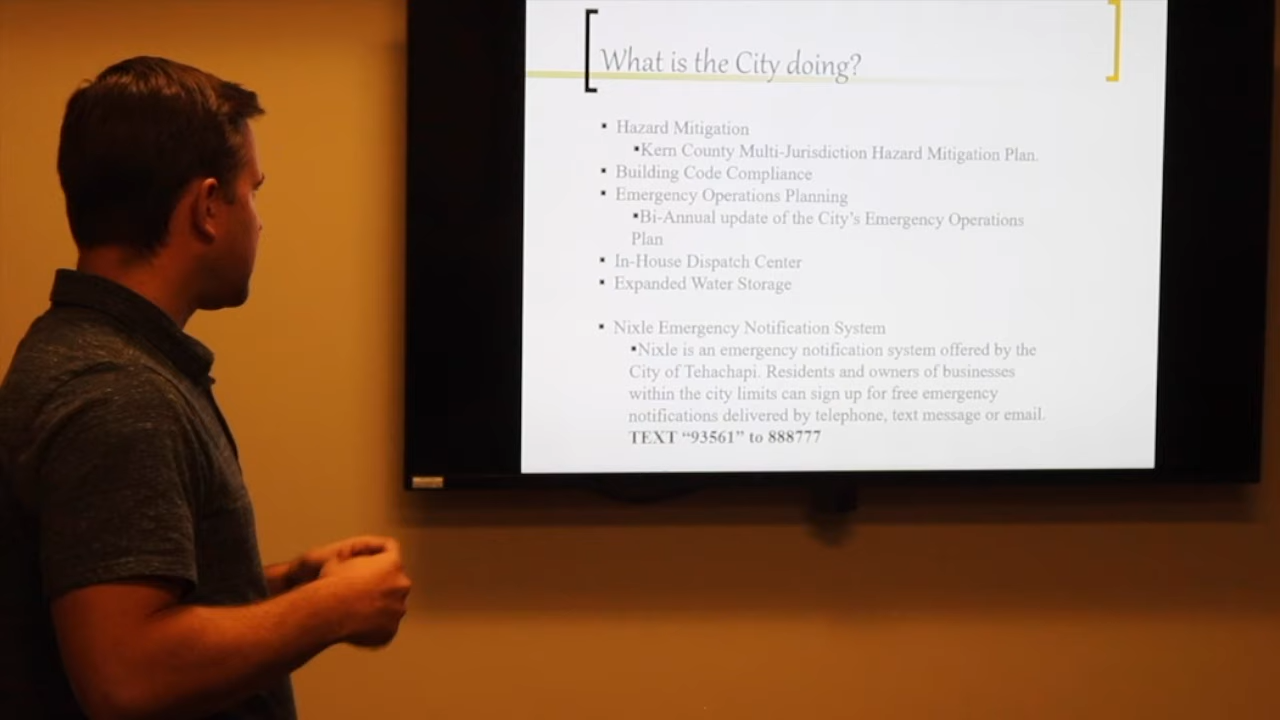 What is the City doing?
▪ Hazard Mitigation
▪Kern County Multi-Jurisdiction Hazard Mitigation Plan.
▪ Building Code Compliance
▪ Emergency Operations Planning
▪Bi-Annual update of the City's Emergency Operations
Plan
▪ In-House Dispatch Center
▪ Expanded Water Storage
▪ Nixle Emergency Notification System
▪Nixle is an emergency notification system offered by the
City of Tehachapi. Residents and owners of businesses
within the city limits can sign up for free emergency
notifications delivered by telephone, text message or email.
TEXT “93561” to 888777